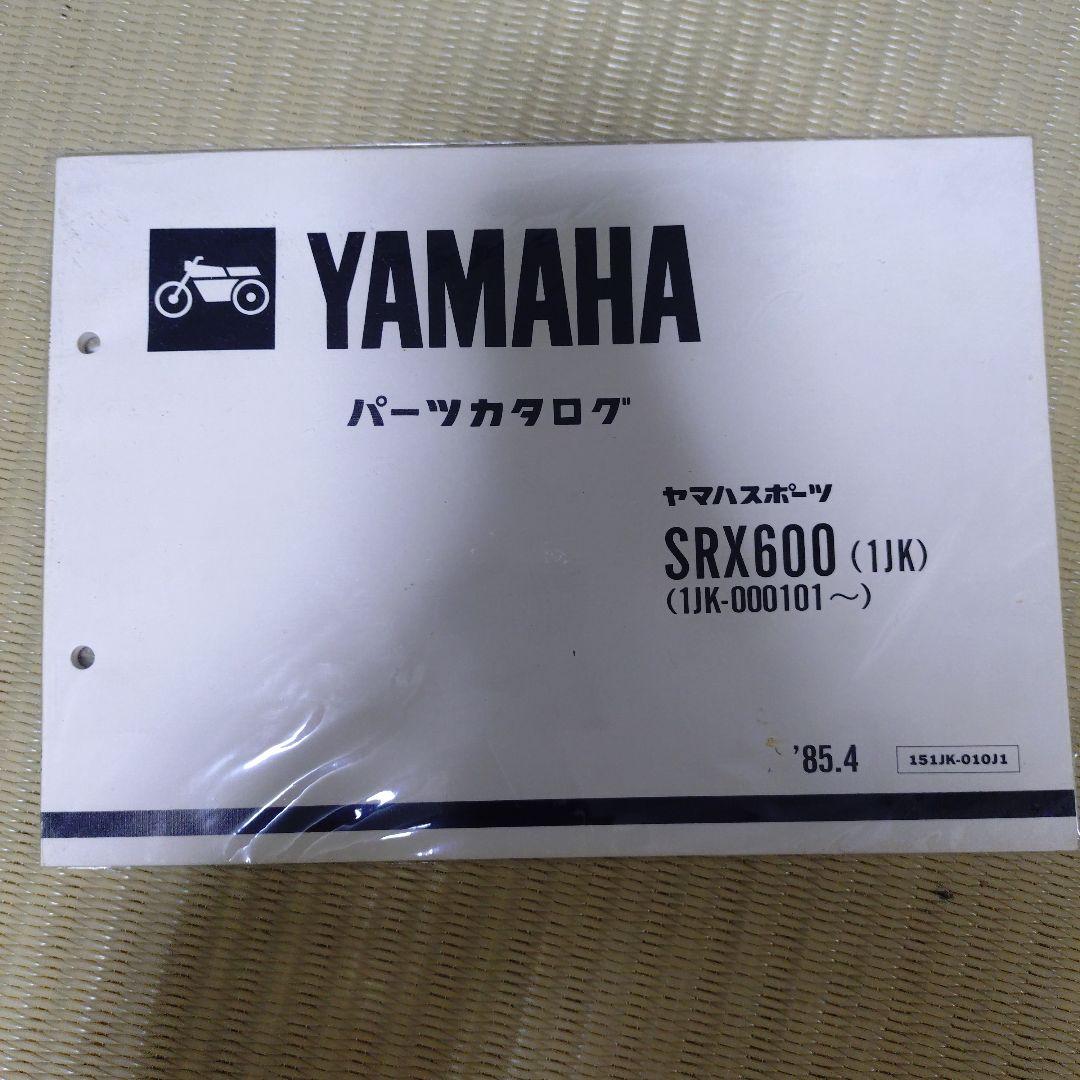 YAMAHA
パーツカタログ
ヤマハスポーツ
SRX600 (1JK)
(1JK-000101〜)
'85.4
151JK-010J1